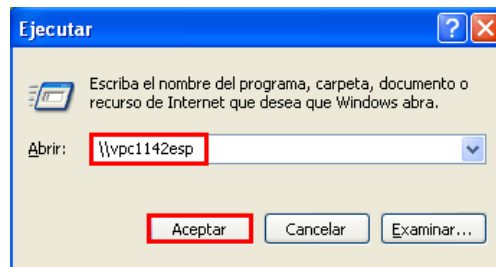 Ejecutar
Escriba el nombre del programa, carpeta, documento o
recurso de Internet que desea que Windows abra.
Abrir: \\vpc1142esp
Aceptar Cancelar Examinar...